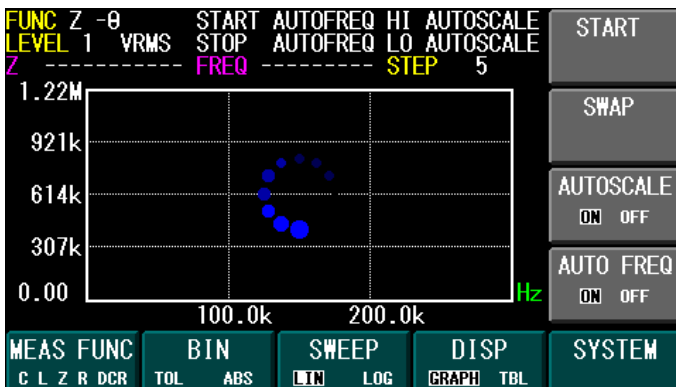 FUNC Z -θ START AUTOFREQ HI AUTOSCALE
LEVEL 1 VRMS STOP AUTOFREQ LO AUTOSCALE
Z ----------- FREQ --------- STEP 5
START
SWAP
AUTOSCALE
ON OFF
AUTO FREQ
ON OFF
1.22M
921k
614k
307k
0.00
Hz
100.0k 200.0k
MEAS FUNC
C L Z R DCR
BIN
TOL ABS
SWEEP
LIN LOG
DISP
GRAPH TBL
SYSTEM